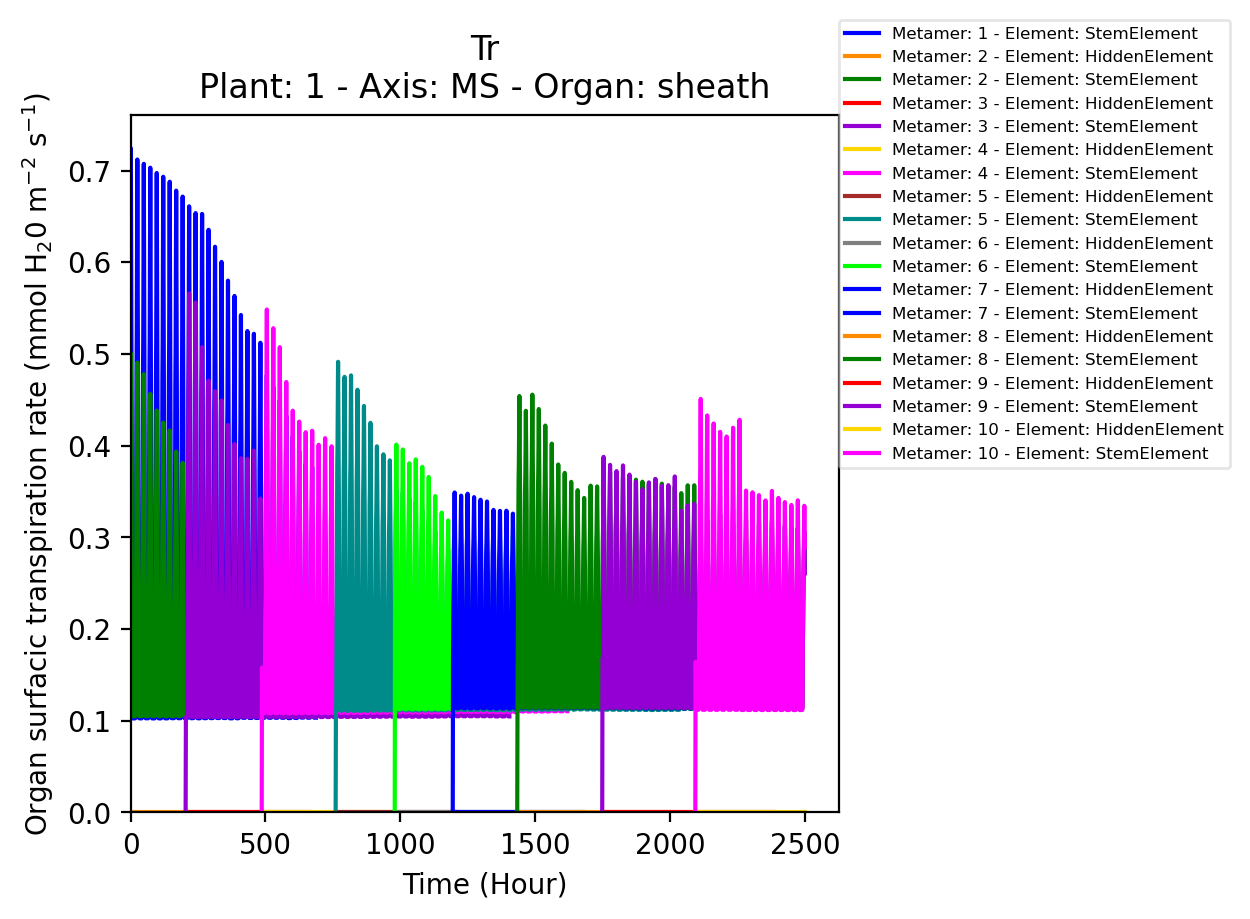 Tr
Plant: 1 - Axis: MS - Organ: sheath
Organ surfacic transpiration rate (mmol H₂0 m⁻² s⁻¹)
0.7
0.6
0.5
0.4
0.3
0.2
0.1
0.0
0 500 1000 1500 2000 2500
Time (Hour)
Metamer: 1 - Element: StemElement
Metamer: 2 - Element: HiddenElement
Metamer: 2 - Element: StemElement
Metamer: 3 - Element: HiddenElement
Metamer: 3 - Element: StemElement
Metamer: 4 - Element: HiddenElement
Metamer: 4 - Element: StemElement
Metamer: 5 - Element: HiddenElement
Metamer: 5 - Element: StemElement
Metamer: 6 - Element: HiddenElement
Metamer: 6 - Element: StemElement
Metamer: 7 - Element: HiddenElement
Metamer: 7 - Element: StemElement
Metamer: 8 - Element: HiddenElement
Metamer: 8 - Element: StemElement
Metamer: 9 - Element: HiddenElement
Metamer: 9 - Element: StemElement
Metamer: 10 - Element: HiddenElement
Metamer: 10 - Element: StemElement